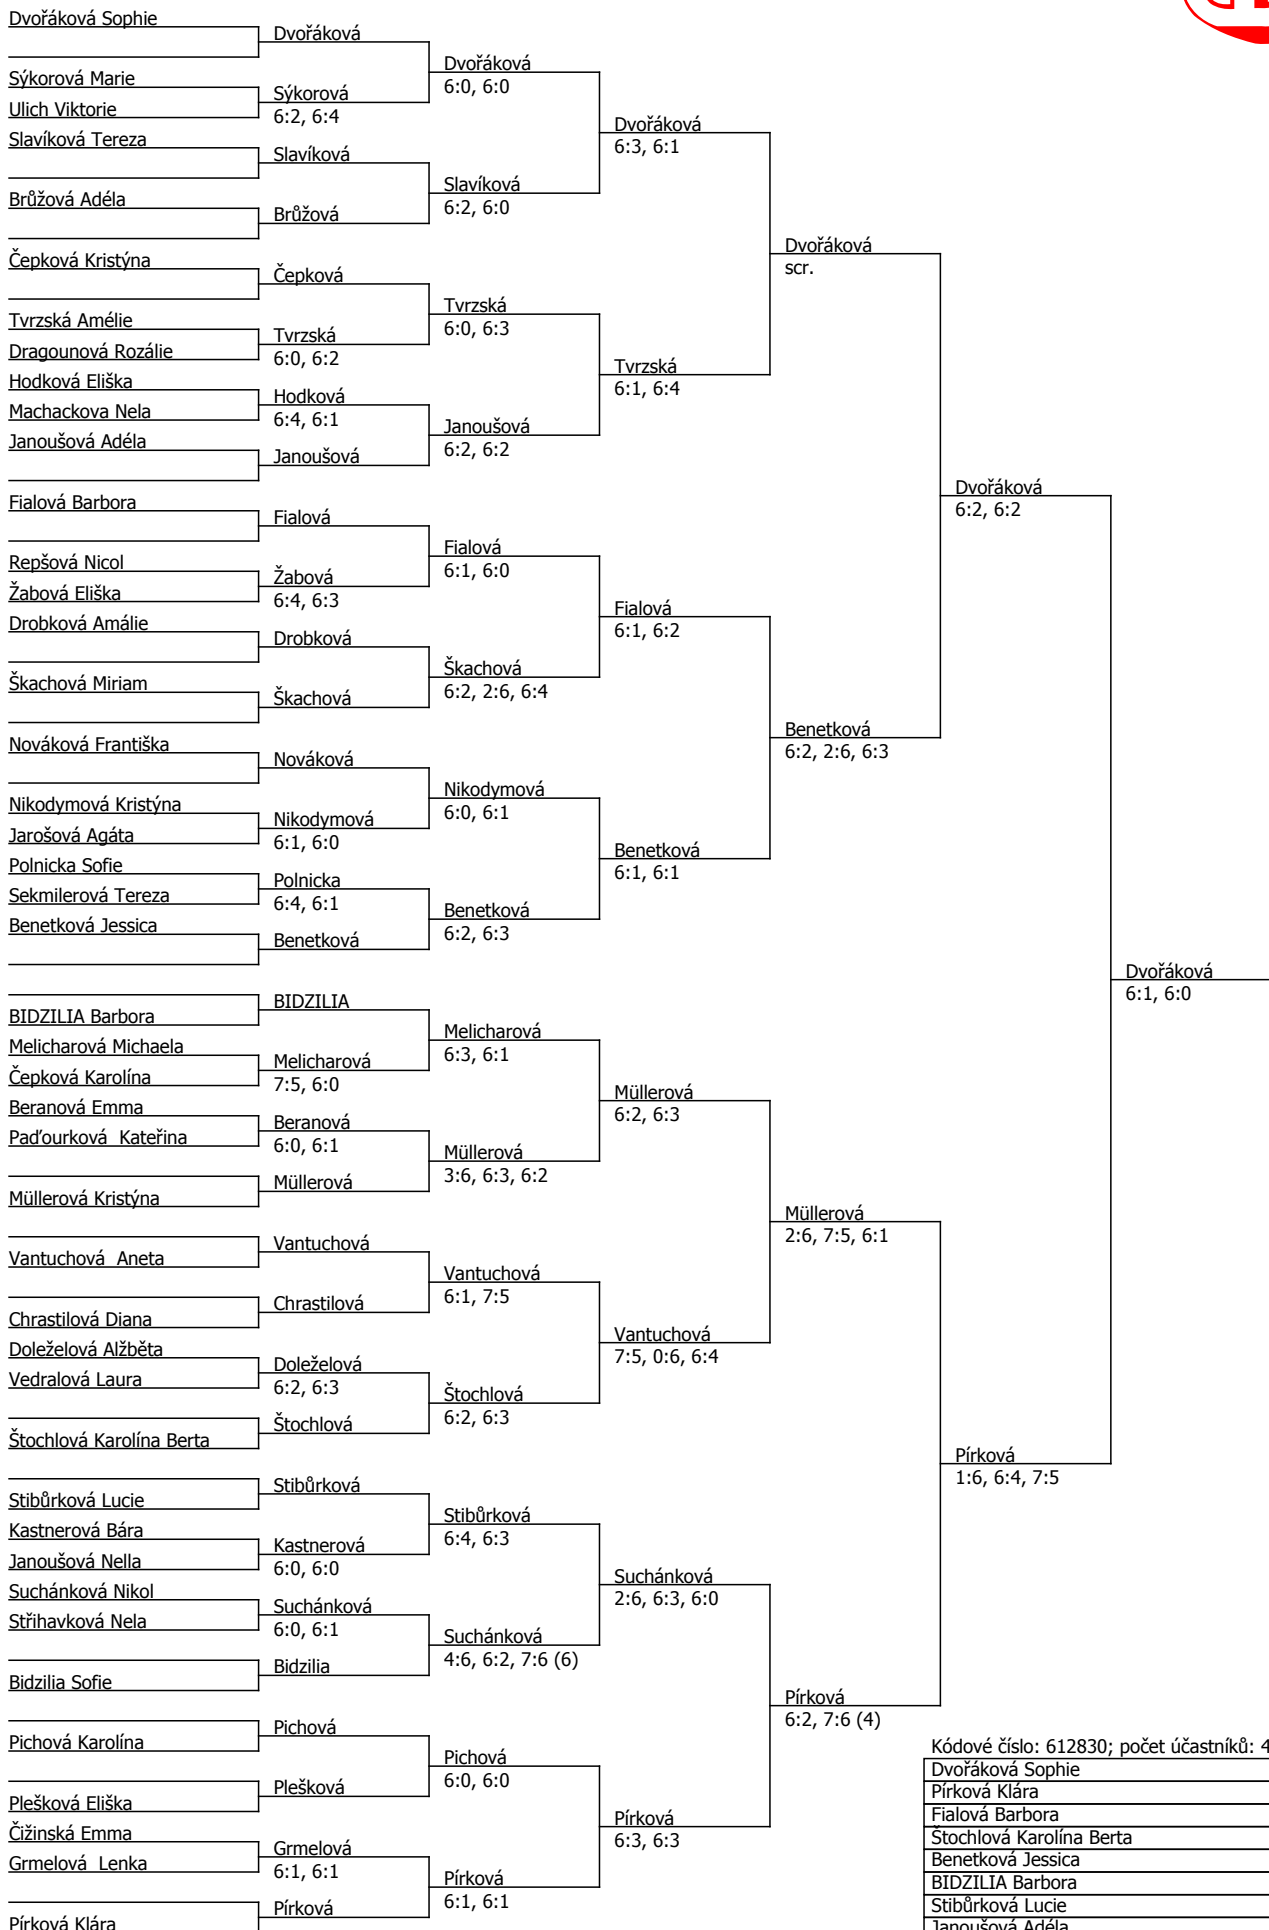 Dvořáková Sophie
Sýkorová Marie
Ulich Viktorie
Slavíková Tereza
Brůžová Adéla
Čepková Kristýna
Tvrzská Amélie
Dragounová Rozálie
Hodková Eliška
Machackova Nela
Janoušová Adéla
Fialová Barbora
Repšová Nicol
Žabová Eliška
Drobková Amálie
Škachová Miriam
Nováková Františka
Nikodymová Kristýna
Jarošová Agáta
Polnicka Sofie
Sekmilerová Tereza
Benetková Jessica
BIDZILIA Barbora
Melicharová Michaela
Čepková Karolína
Beranová Emma
Paďourková  Kateřina
Müllerová Kristýna
Vantuchová  Aneta
Chrastilová Diana
Doleželová Alžběta
Vedralová Laura
Štochlová Karolína Berta
Stibůrková Lucie
Kastnerová Bára
Janoušová Nella
Suchánková Nikol
Střihavková Nela
Bidzilia Sofie
Pichová Karolína
Plešková Eliška
Čižinská Emma
Grmelová  Lenka
Pírková Klára
Dvořáková
Sýkorová
6:2, 6:4
Slavíková
Brůžová
Čepková
Tvrzská
6:0, 6:2
Hodková
6:4, 6:1
Janoušová
Fialová
Žabová
6:4, 6:3
Drobková
Škachová
Nováková
Nikodymová
6:1, 6:0
Polnicka
6:4, 6:1
Benetková
BIDZILIA
Melicharová
7:5, 6:0
Beranová
6:0, 6:1
Müllerová
Vantuchová
Chrastilová
Doleželová
6:2, 6:3
Štochlová
Stibůrková
Kastnerová
6:0, 6:0
Suchánková
6:0, 6:1
Bidzilia
Pichová
Plešková
Grmelová
6:1, 6:1
Pírková
Dvořáková
6:0, 6:0
Slavíková
6:2, 6:0
Tvrzská
6:0, 6:3
Janoušová
6:2, 6:2
Fialová
6:1, 6:0
Škachová
6:2, 2:6, 6:4
Nikodymová
6:0, 6:1
Benetková
6:2, 6:3
Melicharová
6:3, 6:1
Müllerová
3:6, 6:3, 6:2
Vantuchová
6:1, 7:5
Štochlová
6:2, 6:3
Stibůrková
6:4, 6:3
Suchánková
4:6, 6:2, 7:6 (6)
Pichová
6:0, 6:0
Pírková
6:1, 6:1
Dvořáková
6:3, 6:1
Tvrzská
6:1, 6:4
Fialová
6:1, 6:2
Benetková
6:1, 6:1
Müllerová
6:2, 6:3
Vantuchová
7:5, 0:6, 6:4
Suchánková
2:6, 6:3, 6:0
Pírková
6:3, 6:3
Dvořáková
scr.
Benetková
6:2, 2:6, 6:3
Müllerová
2:6, 7:5, 6:1
Pírková
6:2, 7:6 (4)
Dvořáková
6:2, 6:2
Pírková
1:6, 6:4, 7:5
Dvořáková
6:1, 6:0
Kódové číslo: 612830; počet účastníků: 4
Dvořáková Sophie
Pírková Klára
Fialová Barbora
Štochlová Karolína Berta
Benetková Jessica
BIDZILIA Barbora
Stibůrková Lucie
Janoušová Adéla